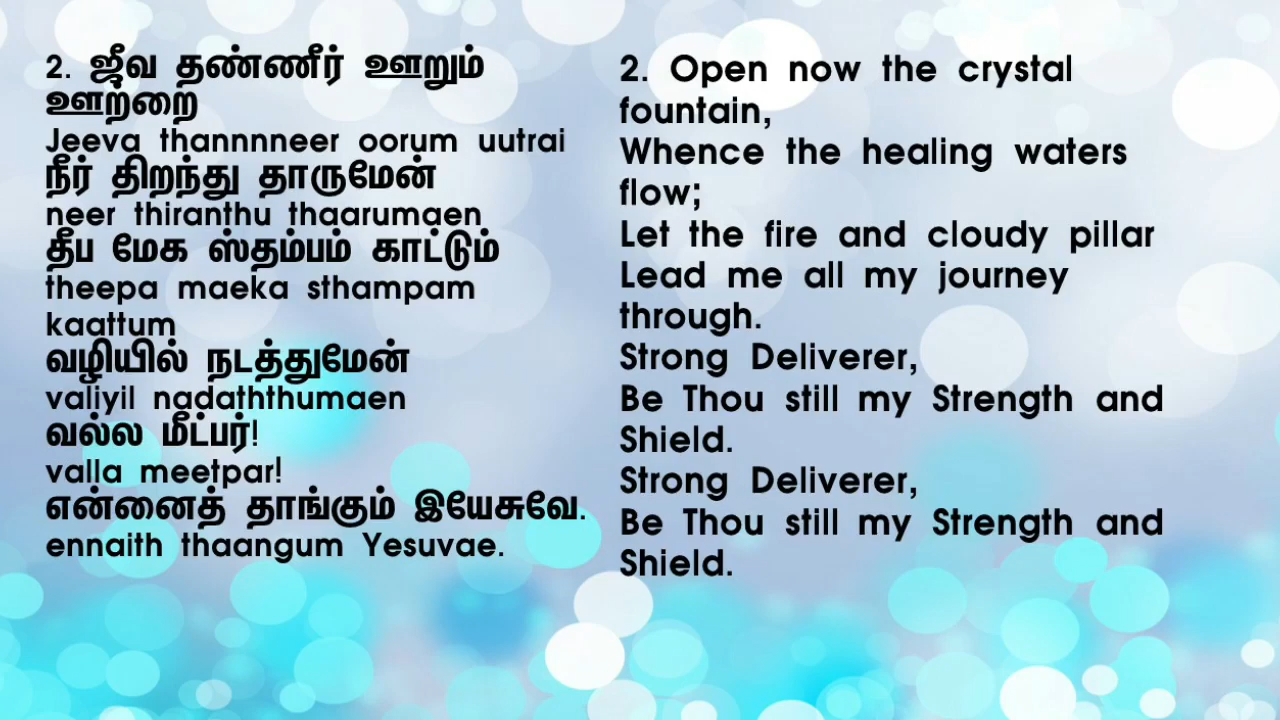 2. ஜீவ தண்ணீர் ஊறும்
ஊற்றை
Jeeva thannnneer oorum uutrai
நீர் திறந்து தாருமேன்
neer thiranthu thaarumaen
தீப மேக ஸ்தம்பம் காட்டும்
theepa maeka sthampam
kaattum
வழியில் நடத்துமேன்
valiyil nadaththumaen
வல்ல மீட்பர்!
valla meetpar!
என்னைத் தாங்கும் இயேசுவே.
ennaith thaangum Yesuvae.
2. Open now the crystal
fountain,
Whence the healing waters
flow;
Let the fire and cloudy pillar
Lead me all my journey
through.
Strong Deliverer,
Be Thou still my Strength and
Shield.
Strong Deliverer,
Be Thou still my Strength and
Shield.